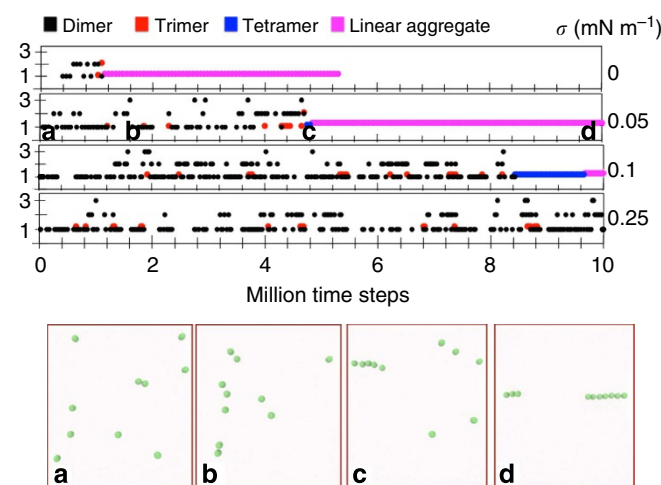 Dimer Trimer Tetramer Linear aggregate σ (mN m⁻¹)
3
1
0
3
1
a b c d
0.05
3
1
0.1
3
1
0.25
0 2 4 6 8 10
Million time steps
a b c d